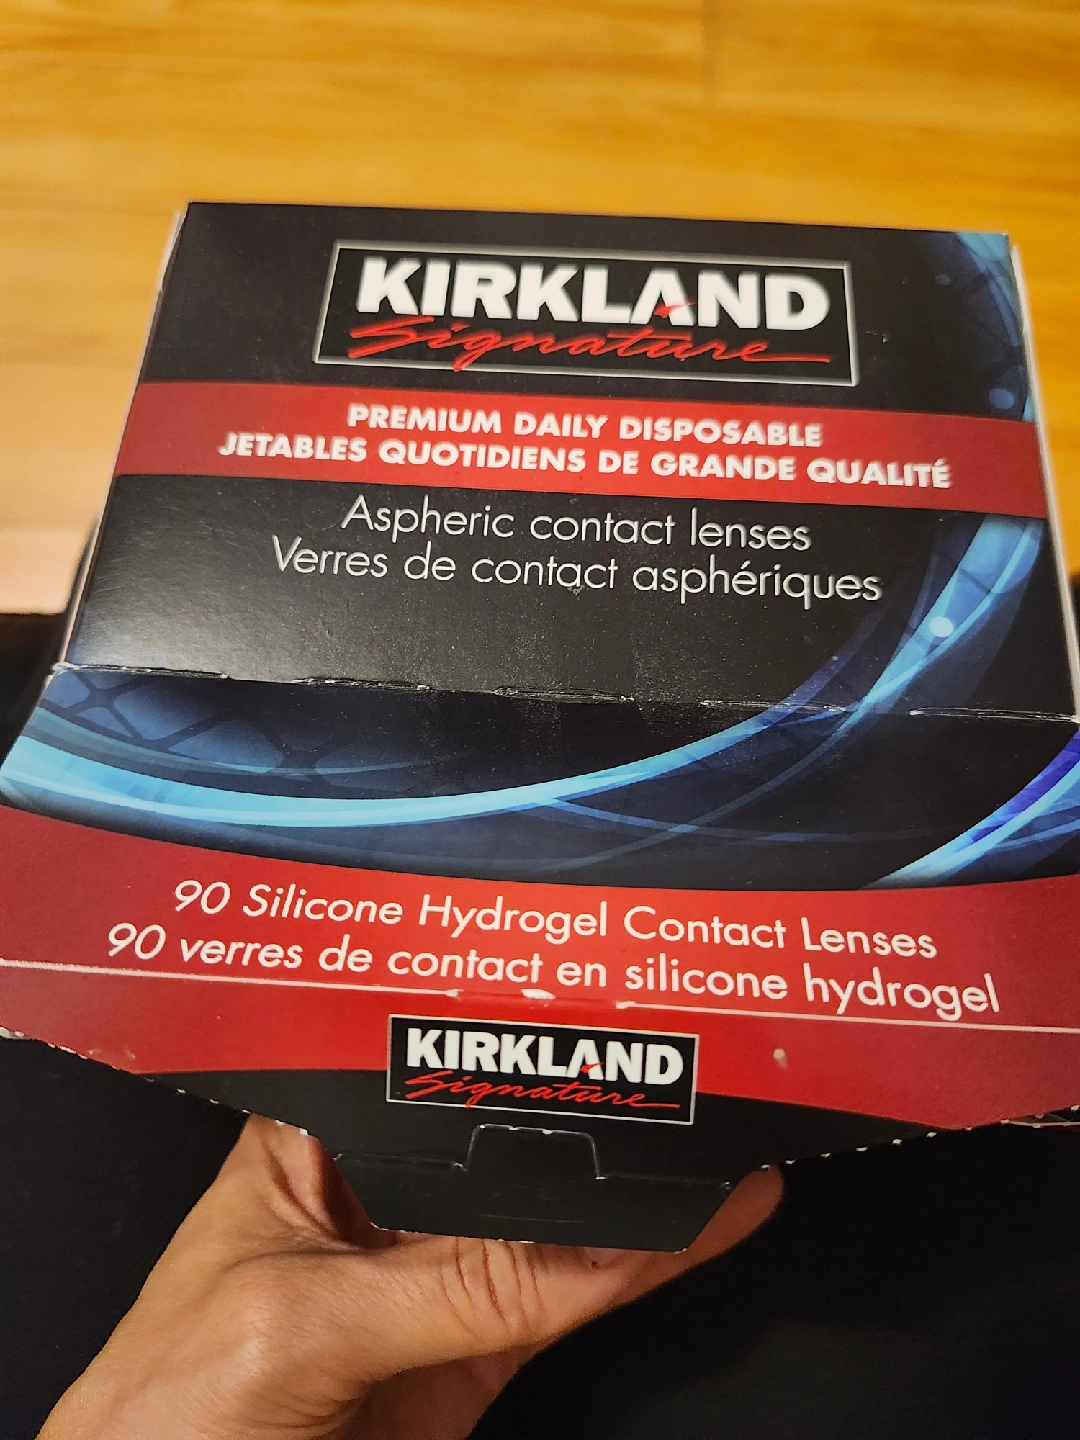 KIRKLAND
Signature
PREMIUM DAILY DISPOSABLE
JETABLES QUOTIDIENS DE GRANDE QUALITÉ
Aspheric contact lenses
Verres de contact asphériques
90 Silicone Hydrogel Contact Lenses
90 verres de contact en silicone hydrogel
KIRKLAND
Signature